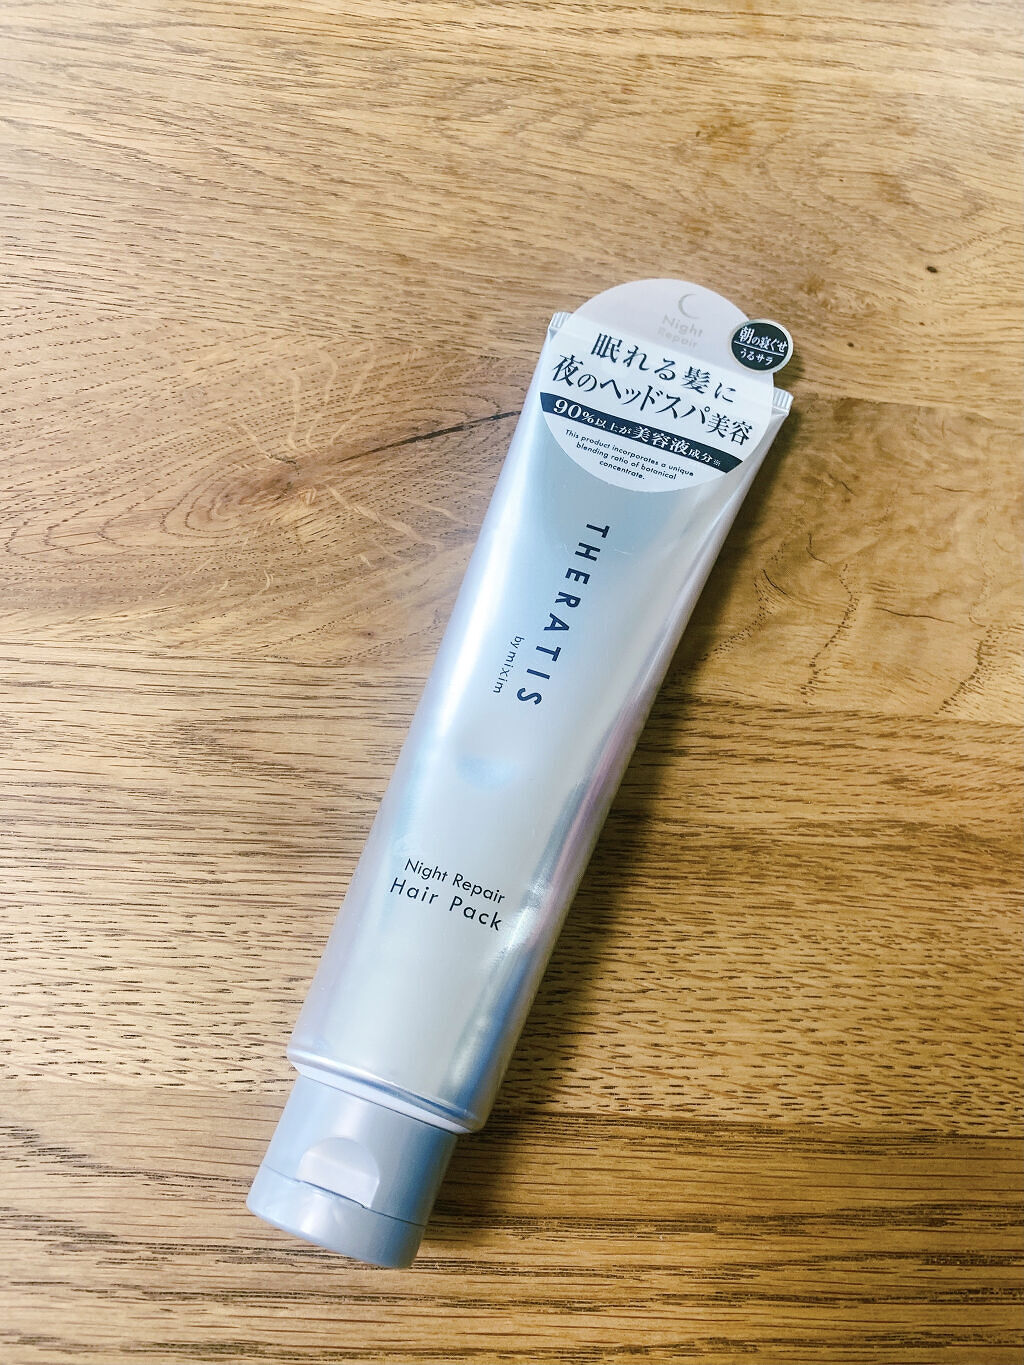 Night
Repair
朝の寝ぐせ
うるサラ
眠れる髪に
夜のヘッドスパ美容
90%以上が美容液成分※
This product incorporates a unique
blending ratio of botanical
concentrate.
THERATIS
by mixim
Night Repair
Hair Pack